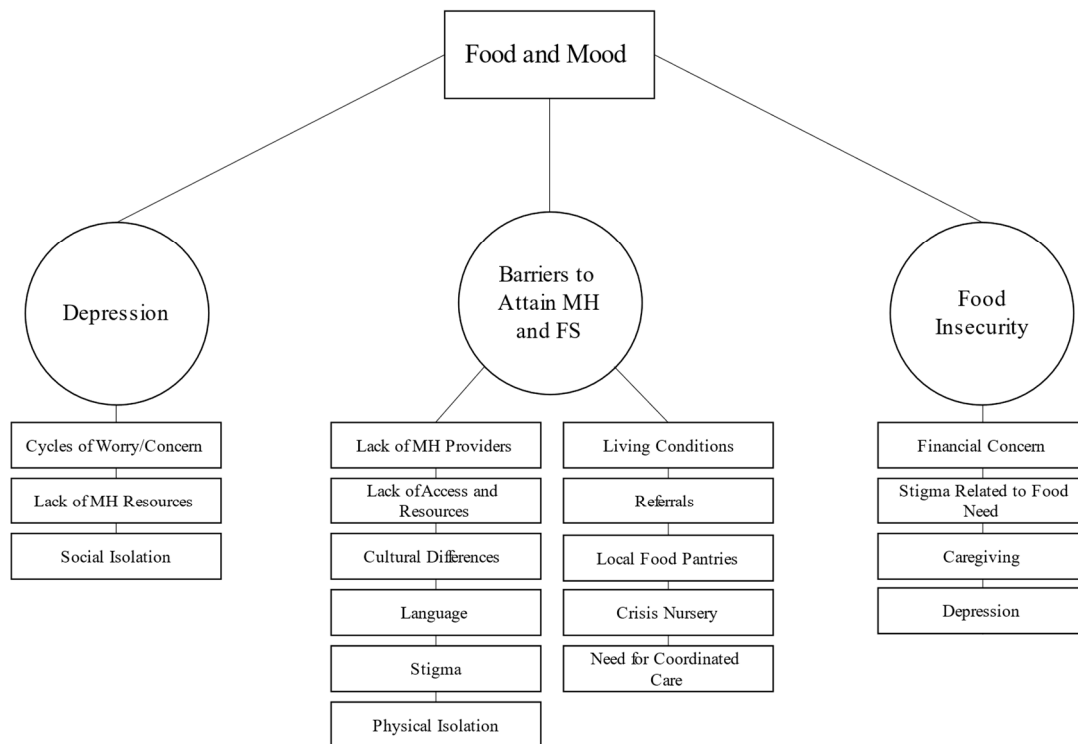 Food and Mood
Depression
Barriers to
Attain MH
and FS
Food
Insecurity
Cycles of Worry/Concern
Lack of MH Resources
Social Isolation
Lack of MH Providers
Lack of Access and
Resources
Cultural Differences
Language
Stigma
Physical Isolation
Living Conditions
Referrals
Local Food Pantries
Crisis Nursery
Need for Coordinated
Care
Financial Concern
Stigma Related to Food
Need
Caregiving
Depression